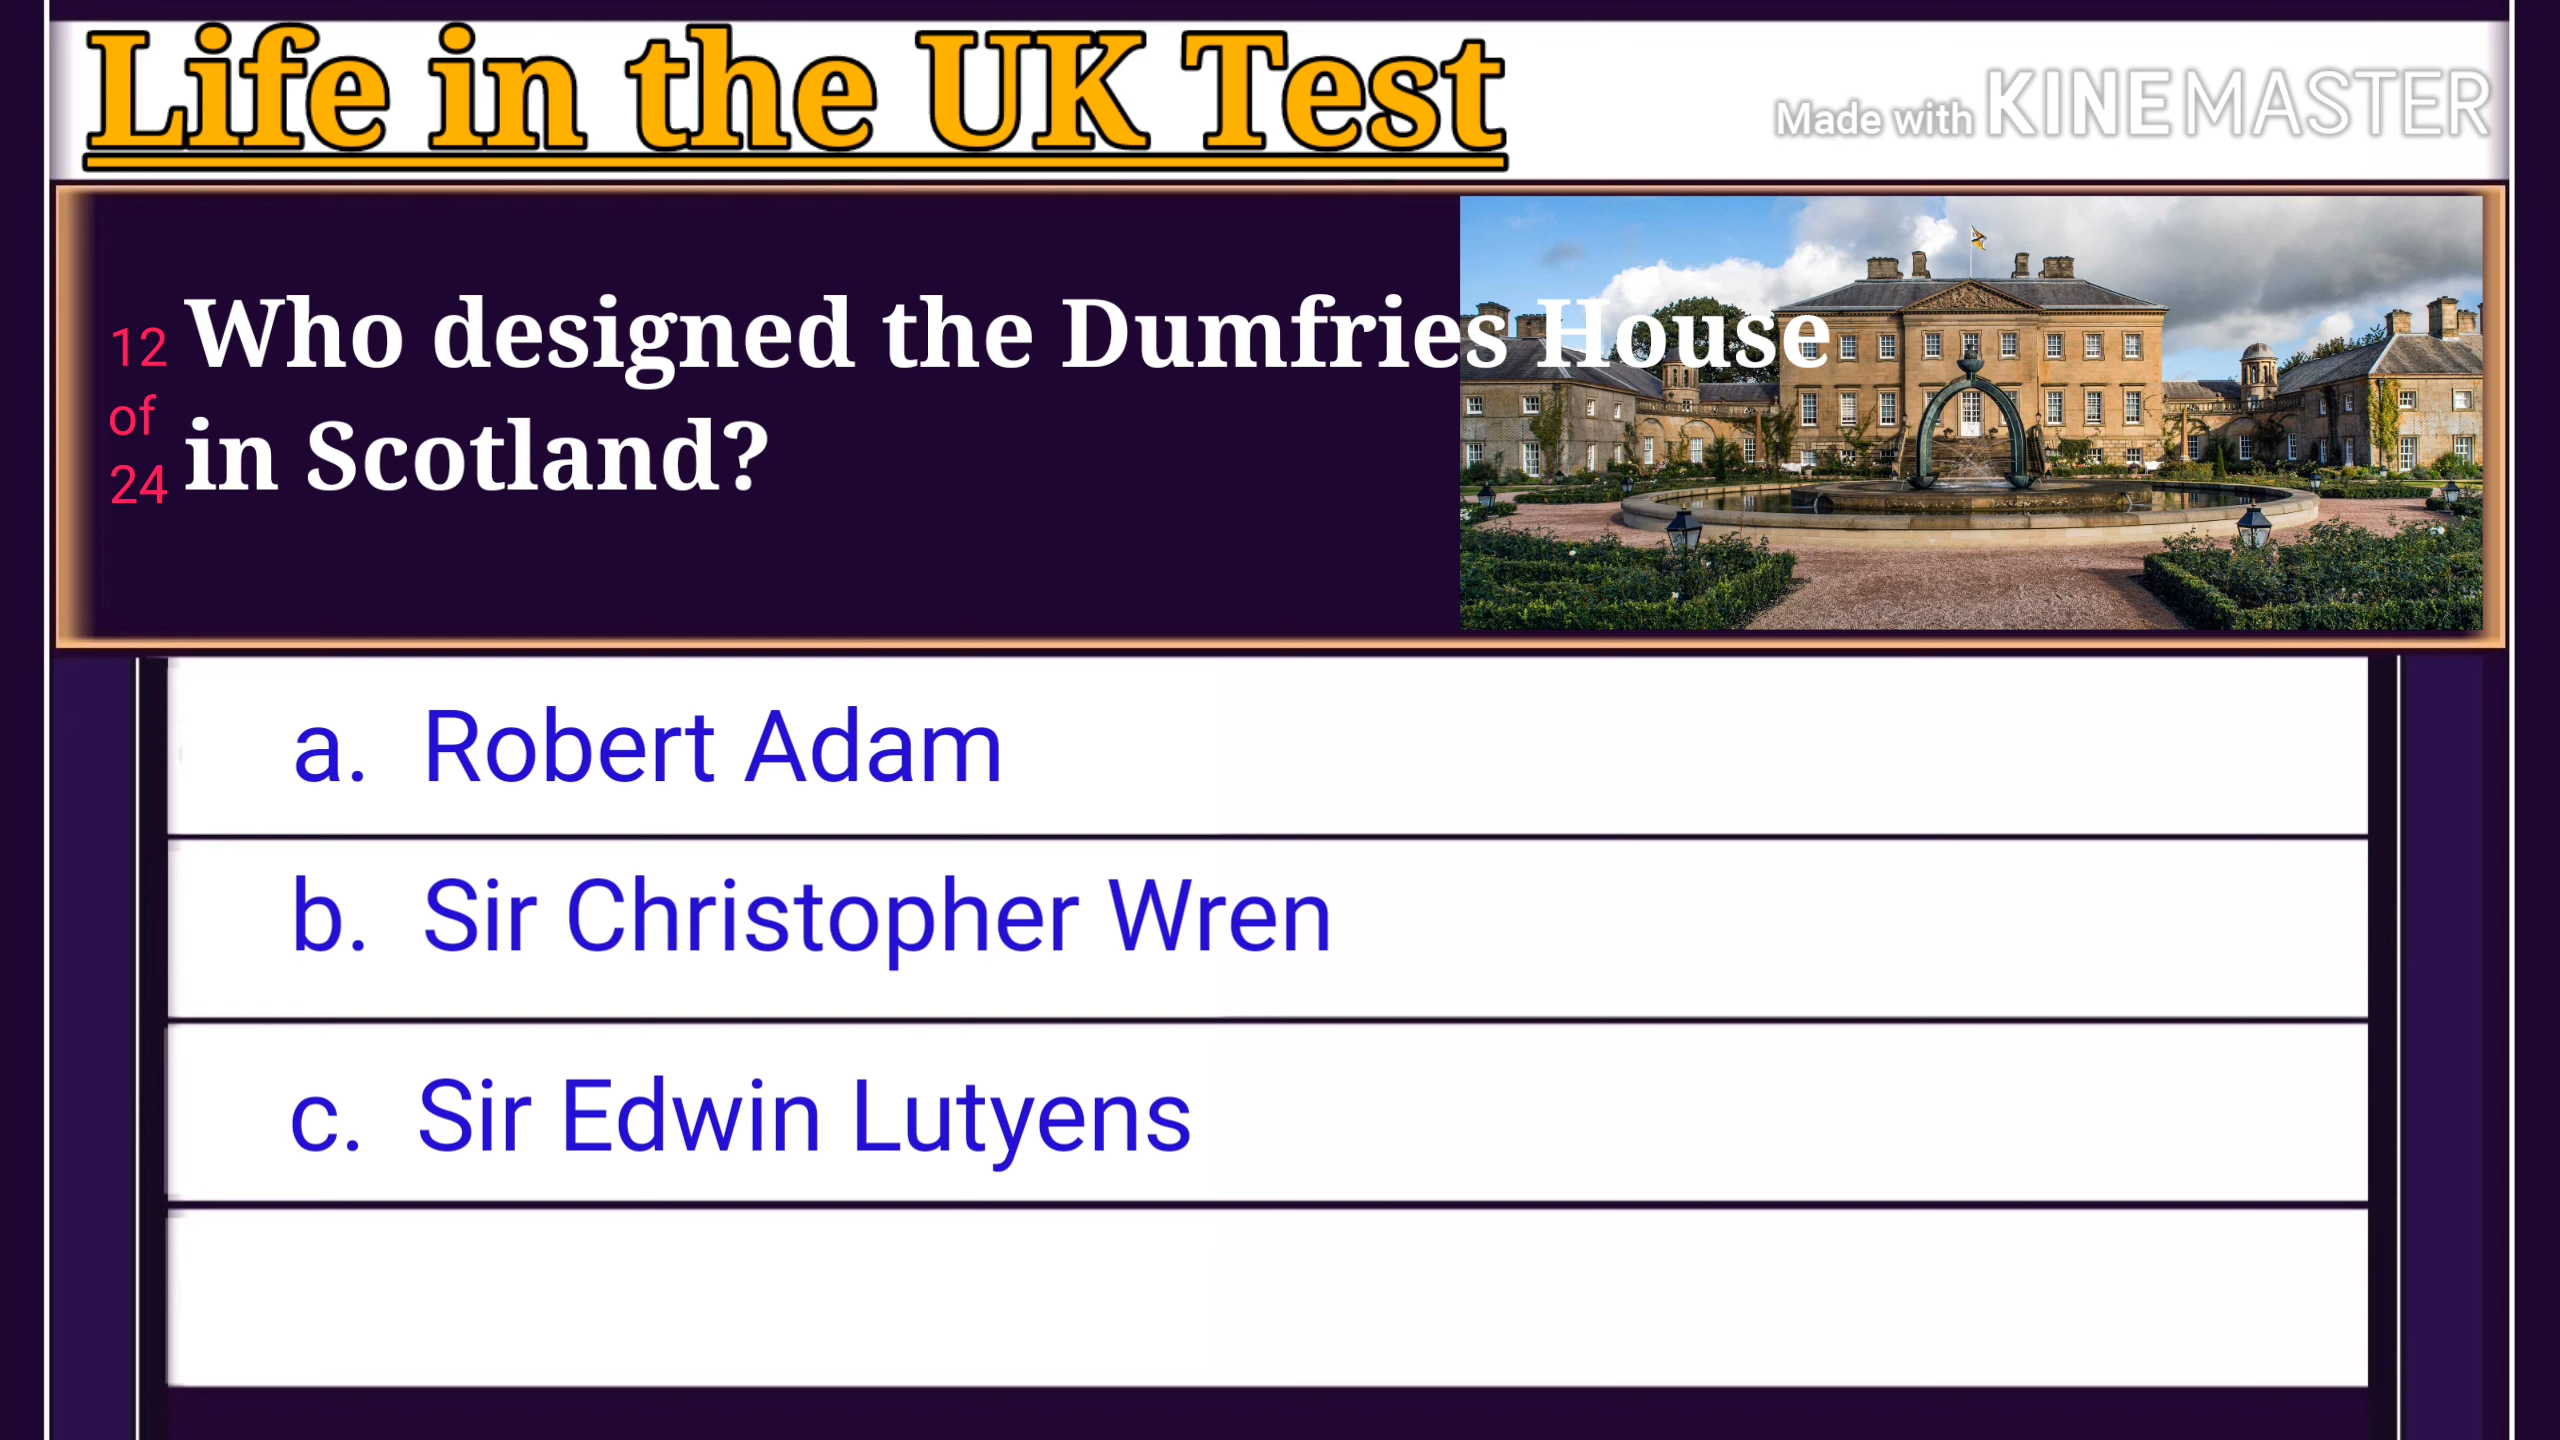 Life in the UK Test
Made with KINEMASTER
12
of
24
Who designed the Dumfries House
in Scotland?
a. Robert Adam
b. Sir Christopher Wren
c. Sir Edwin Lutyens